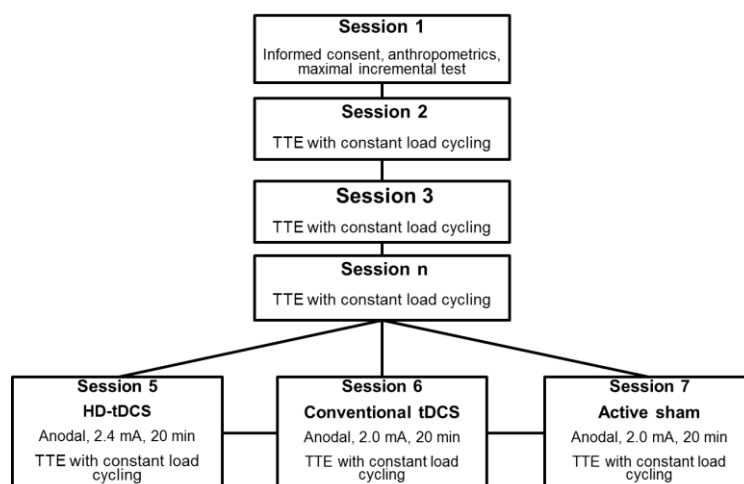 Session 1
Informed consent, anthropometrics,
maximal incremental test
Session 2
TTE with constant load cycling
Session 3
TTE with constant load cycling
Session n
TTE with constant load cycling
Session 5
HD-tDCS
Anodal, 2.4 mA, 20 min
TTE with constant load
cycling
Session 6
Conventional tDCS
Anodal, 2.0 mA, 20 min
TTE with constant load
cycling
Session 7
Active sham
Anodal, 2.0 mA, 20 min
TTE with constant load
cycling